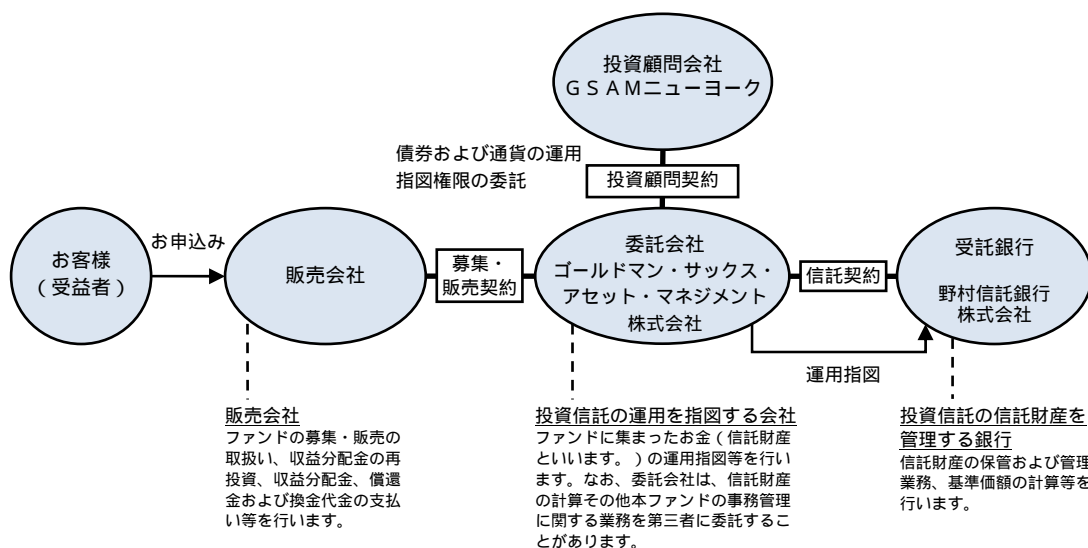 投資顧問会社
GSAMニューヨーク
債券および通貨の運用
指図権限の委託
投資顧問契約
お客様
(受益者)
お申込み
販売会社
募集・
販売契約
委託会社
ゴールドマン・サックス・
アセット・マネジメント
株式会社
信託契約
受託銀行
野村信託銀行
株式会社
運用指図
販売会社
ファンドの募集・販売の
取扱い、収益分配金の再
投資、収益分配金、償還
金および換金代金の支払
い等を行います。
投資信託の運用を指図する会社
ファンドに集まったお金(信託財産
といいます。)の運用指図等を行い
ます。なお、委託会社は、信託財産
の計算その他本ファンドの事務管理
に関する業務を第三者に委託するこ
とがあります。
投資信託の信託財産を
管理する銀行
信託財産の保管および管理
業務、基準価額の計算等を
行います。